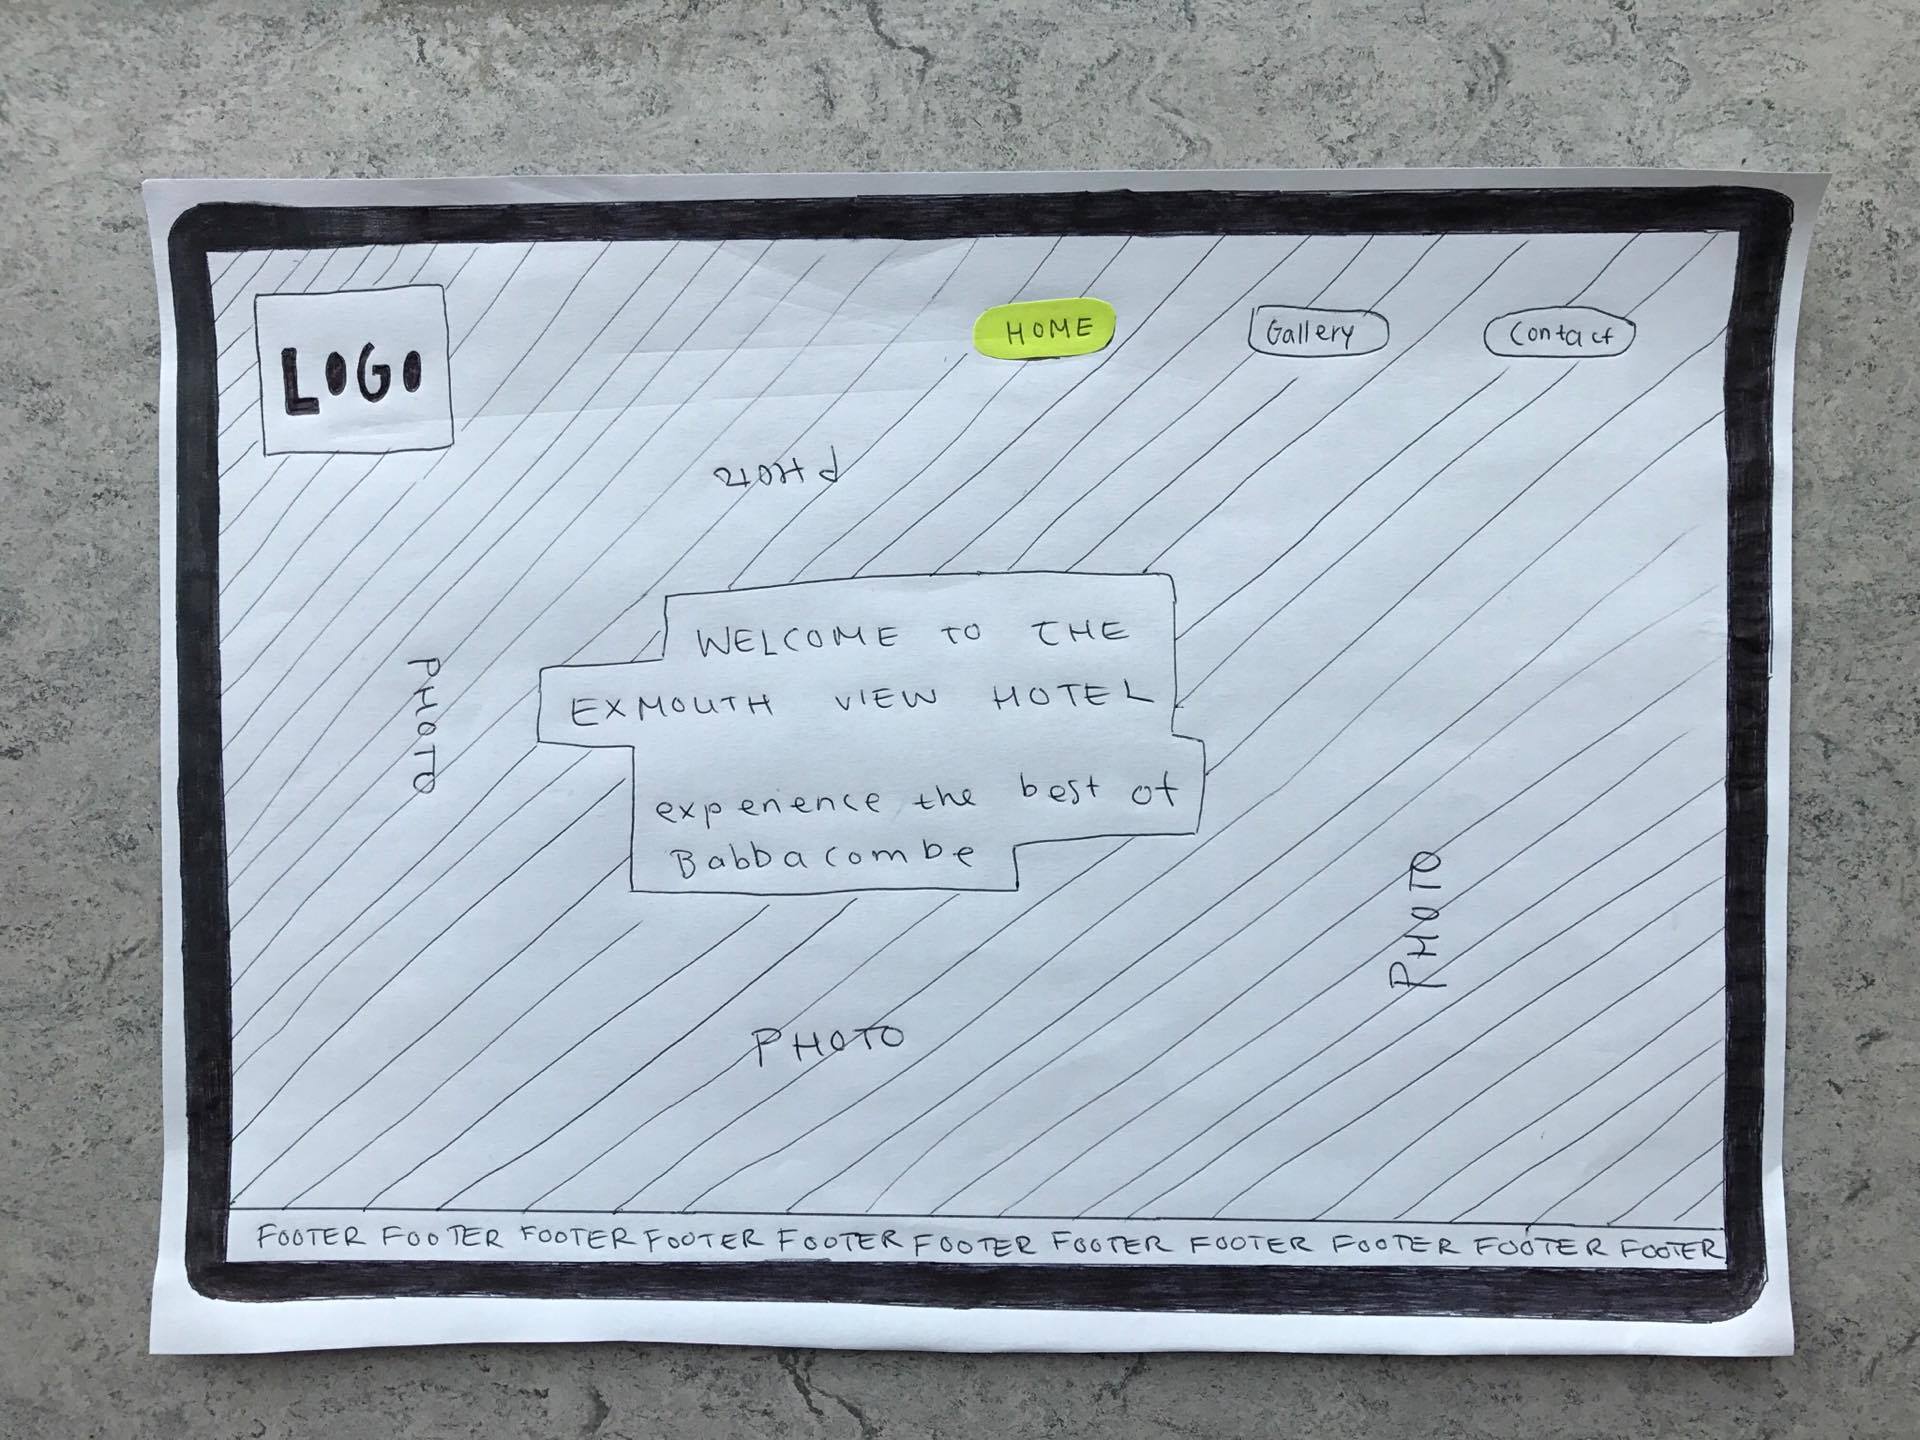 LOGO
HOME
Gallery
Contact
PHOTO
WELCOME TO THE
EXMOUTH VIEW HOTEL
experience the best of
Babbacombe
PHOTO
PHOTO
PHOTO
FOOTER FOOTER FOOTER FOOTER FOOTER FOOTER FOOTER FOOTER FOOTER FOOTER FOOTER